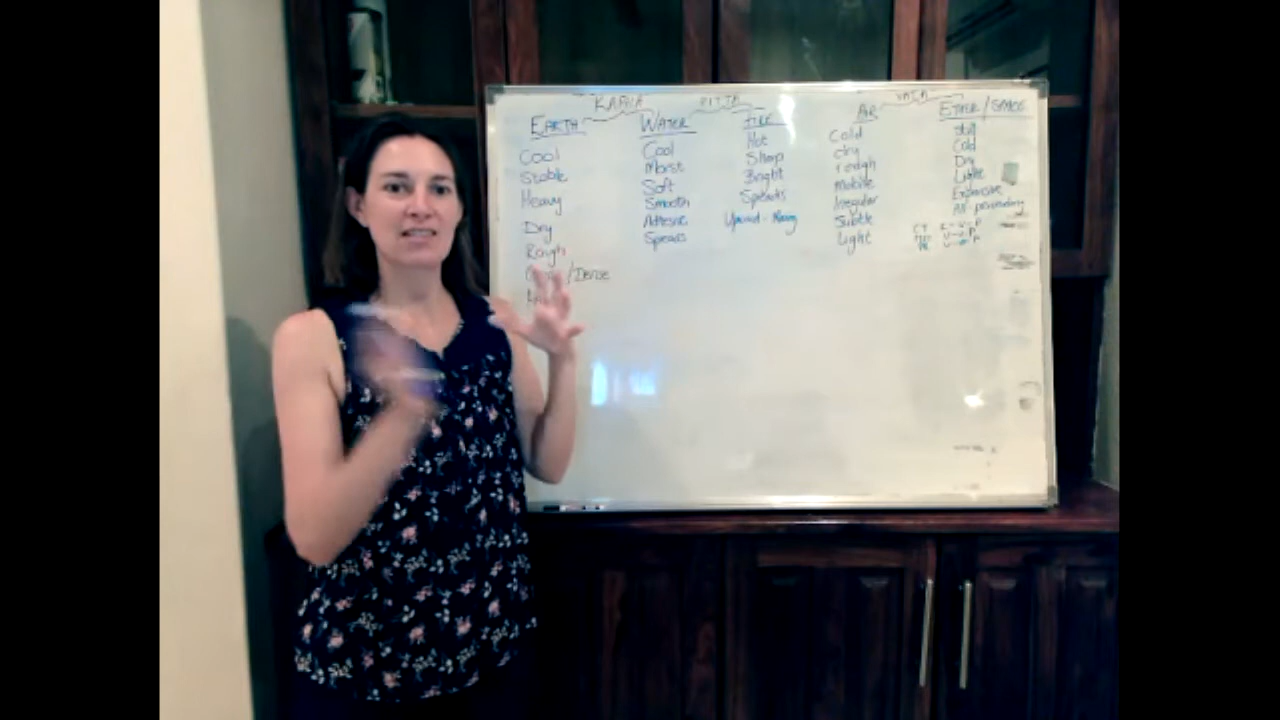 KAPHA
PITTA
VATA
EARTH
Cool
Stable
Heavy
Dry
Rough
/Dense
WATER
Cool
Moist
Soft
Smooth
Adhesive
Spreads
FIRE
Hot
Sharp
Bright
Spreads
Upward - Moving
AIR
Cold
dry
rough
Mobile
Irregular
Subtle
Light
ETHER/SPACE
Still
Cold
Dry
Light
Expansive
All pervading